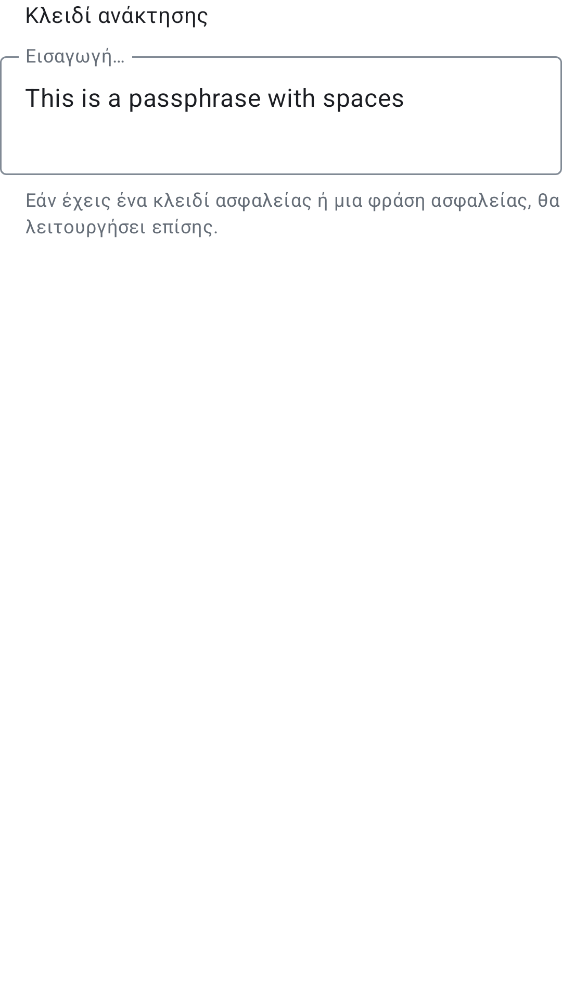 Κλειδί ανάκτησης
Εισαγωγή…
This is a passphrase with spaces
Εάν έχεις ένα κλειδί ασφαλείας ή μια φράση ασφαλείας, θα
λειτουργήσει επίσης.